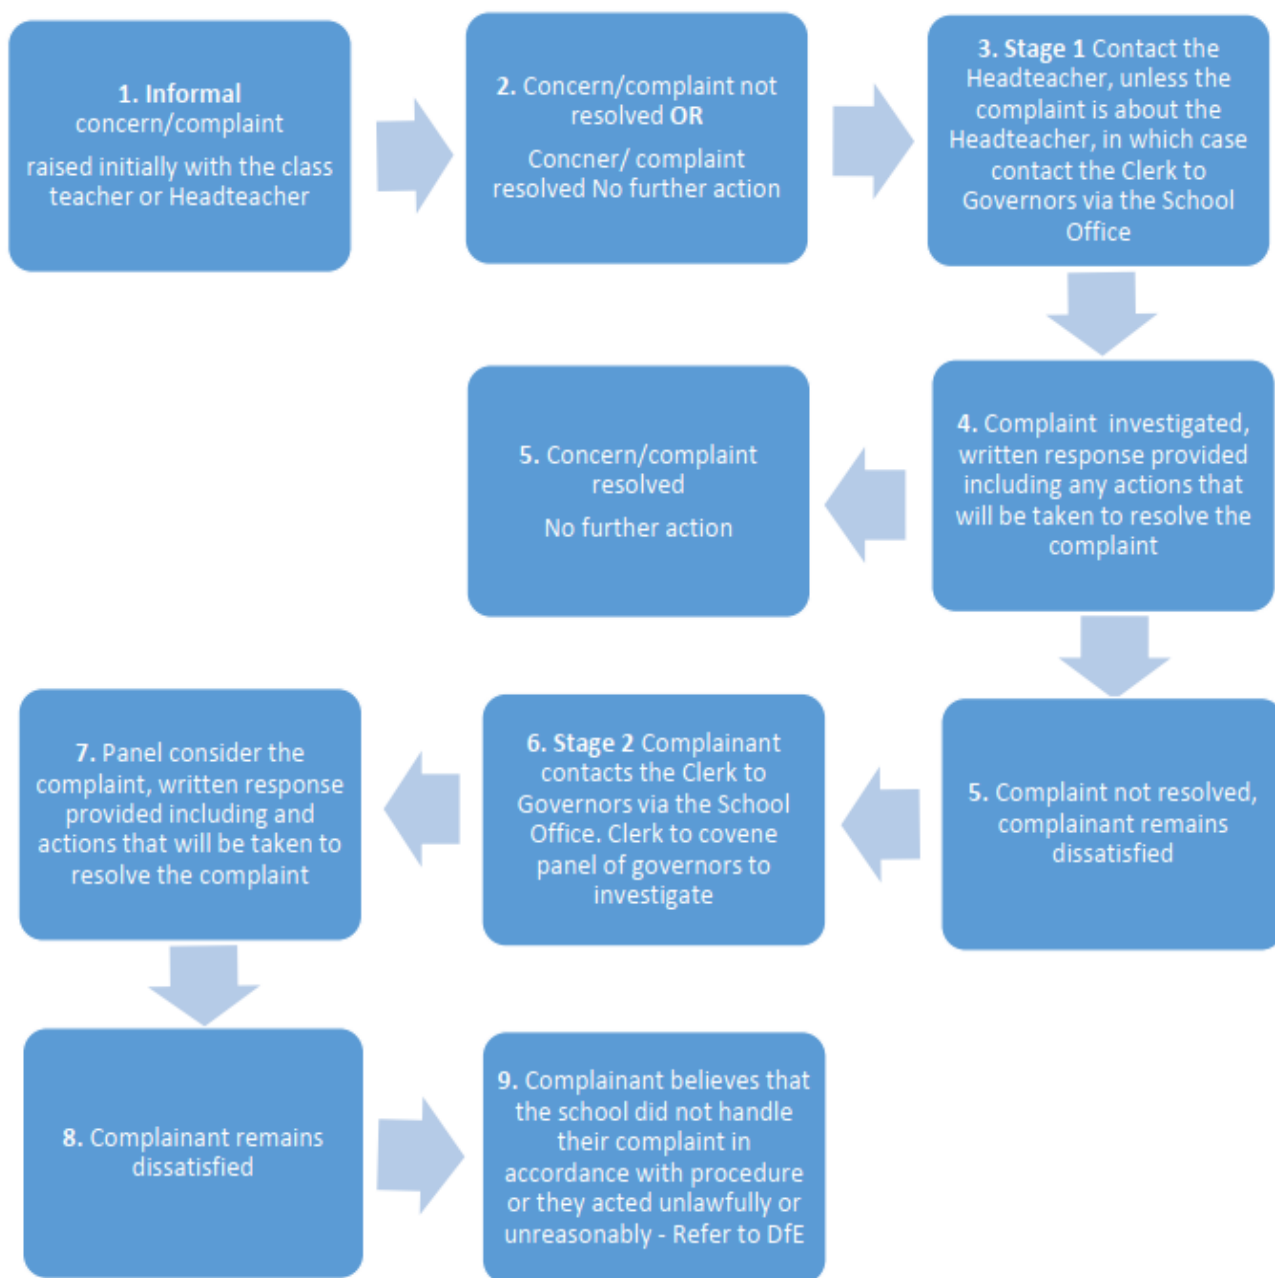 1. Informal
concern/complaint
raised initially with the class
teacher or Headteacher
2. Concern/complaint not
resolved OR
Concner/ complaint
resolved No further action
3. Stage 1 Contact the
Headteacher, unless the
complaint is about the
Headteacher, in which case
contact the Clerk to
Governors via the School
Office
4. Complaint investigated,
written response provided
including any actions that
will be taken to resolve the
complaint
5. Concern/complaint
resolved
No further action
5. Complaint not resolved,
complainant remains
dissatisfied
6. Stage 2 Complainant
contacts the Clerk to
Governors via the School
Office. Clerk to covene
panel of governors to
investigate
7. Panel consider the
complaint, written response
provided including and
actions that will be taken to
resolve the complaint
8. Complainant remains
dissatisfied
9. Complainant believes that
the school did not handle
their complaint in
accordance with procedure
or they acted unlawfully or
unreasonably - Refer to DfE